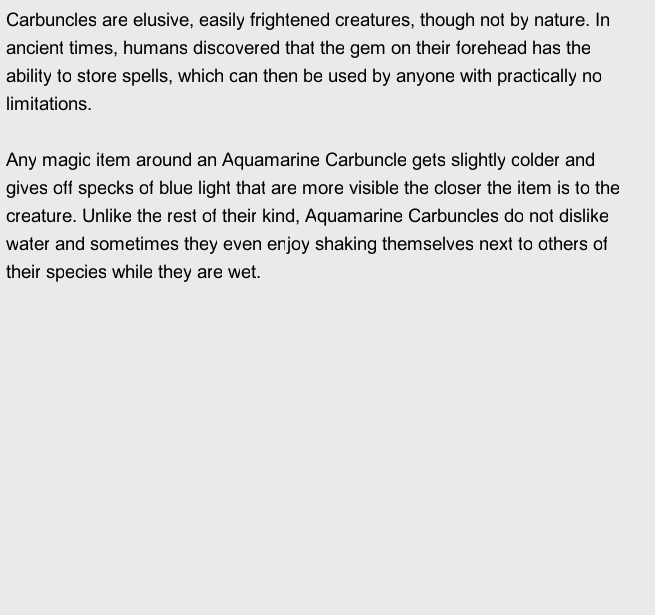 Carbuncles are elusive, easily frightened creatures, though not by nature. In
ancient times, humans discovered that the gem on their forehead has the
ability to store spells, which can then be used by anyone with practically no
limitations.
Any magic item around an Aquamarine Carbuncle gets slightly colder and
gives off specks of blue light that are more visible the closer the item is to the
creature. Unlike the rest of their kind, Aquamarine Carbuncles do not dislike
water and sometimes they even enjoy shaking themselves next to others of
their species while they are wet.